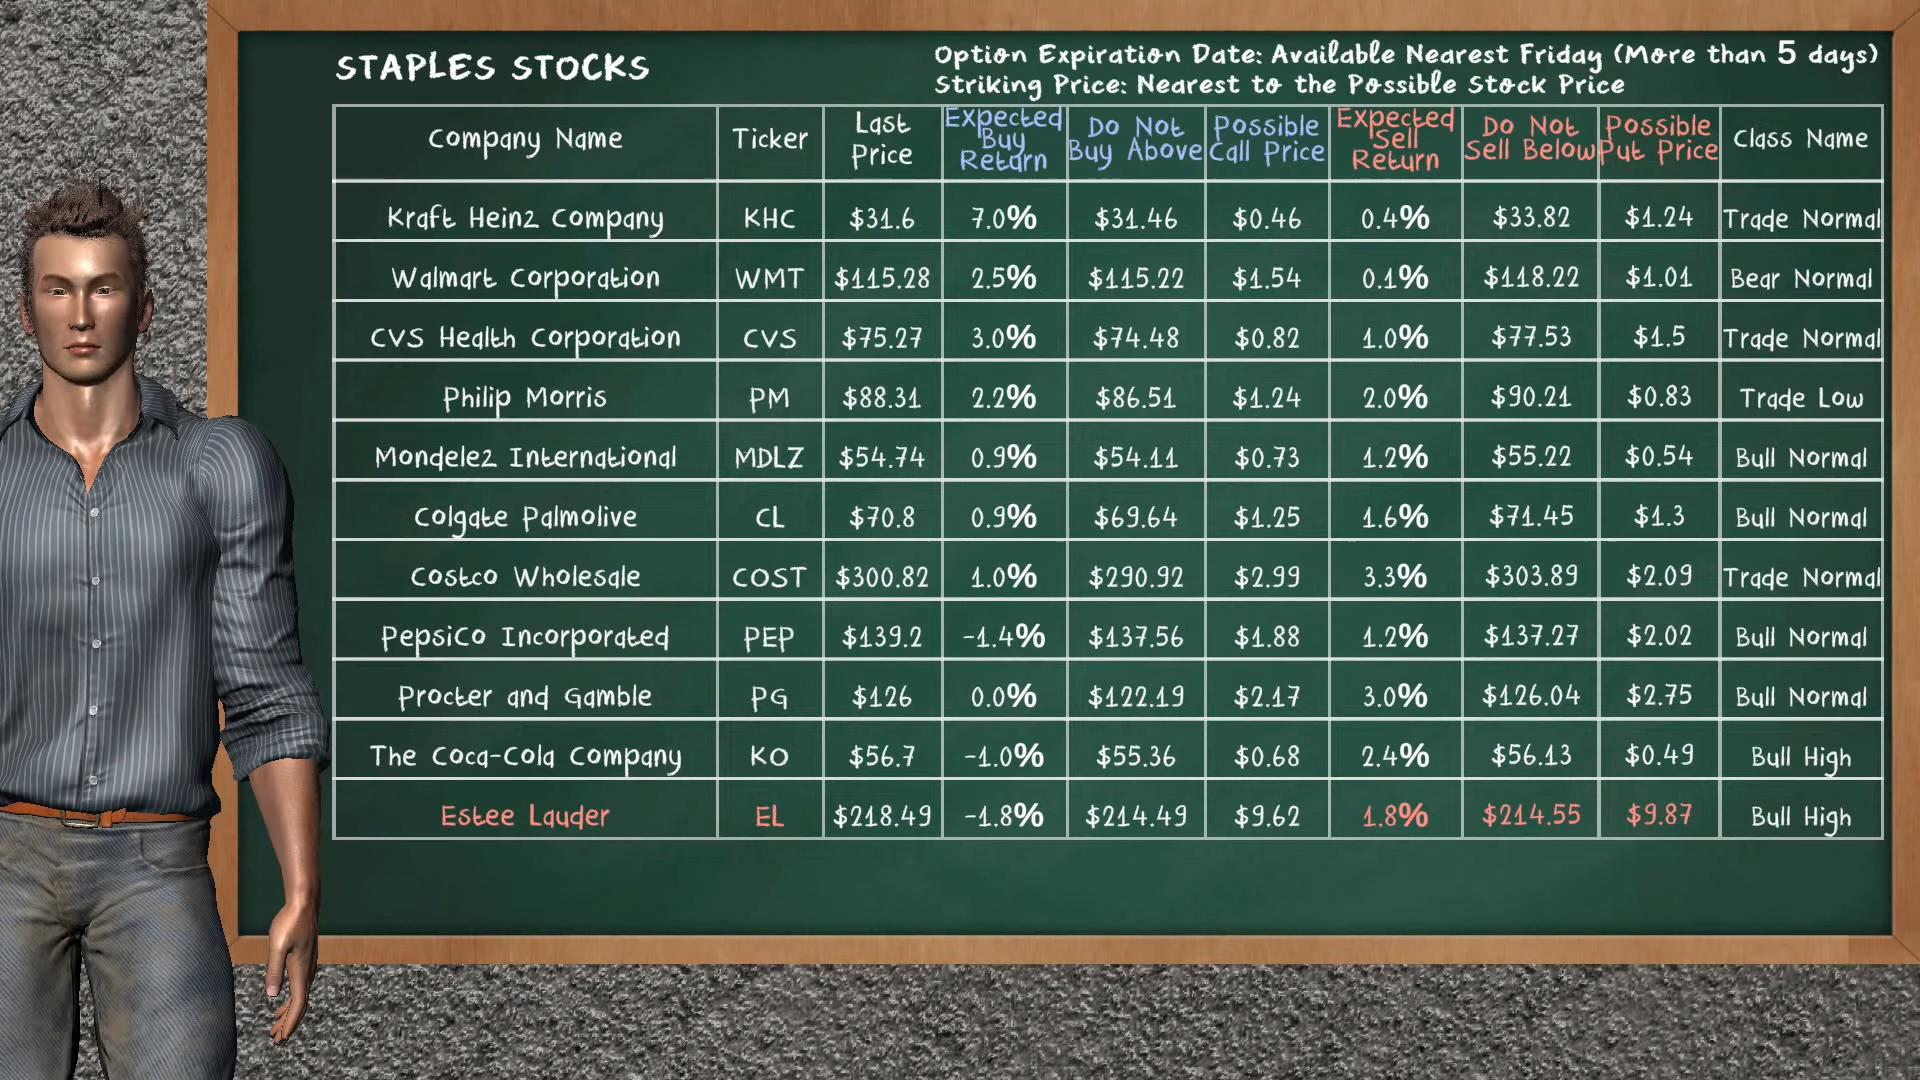 STAPLES STOCKS
Option Expiration Date: Available Nearest Friday (More than 5 days)
Striking Price: Nearest to the Possible Stock Price
Company Name Ticker Last Price Expected Buy Return Do Not Buy Above Possible Call Price Expected Sell Return Do Not Sell Below Possible Put Price Class Name
Kraft Heinz Company KHC $31.6 7.0% $31.46 $0.46 0.4% $33.82 $1.24 Trade Normal
Walmart Corporation WMT $115.28 2.5% $115.22 $1.54 0.1% $118.22 $1.01 Bear Normal
CVS Health Corporation CVS $75.27 3.0% $74.48 $0.82 1.0% $77.53 $1.5 Trade Normal
Philip Morris PM $88.31 2.2% $86.51 $1.24 2.0% $90.21 $0.83 Trade Low
Mondelez International MDLZ $54.74 0.9% $54.11 $0.73 1.2% $55.22 $0.54 Bull Normal
Colgate Palmolive CL $70.8 0.9% $69.64 $1.25 1.6% $71.45 $1.3 Bull Normal
Costco Wholesale COST $300.82 1.0% $290.92 $2.99 3.3% $303.89 $2.09 Trade Normal
PepsiCo Incorporated PEP $139.2 -1.4% $137.56 $1.88 1.2% $137.27 $2.02 Bull Normal
Procter and Gamble PG $126 0.0% $122.19 $2.17 3.0% $126.04 $2.75 Bull Normal
The Coca-Cola Company KO $56.7 -1.0% $55.36 $0.68 2.4% $56.13 $0.49 Bull High
Estee Lauder EL $218.49 -1.8% $214.49 $9.62 1.8% $214.55 $9.87 Bull High